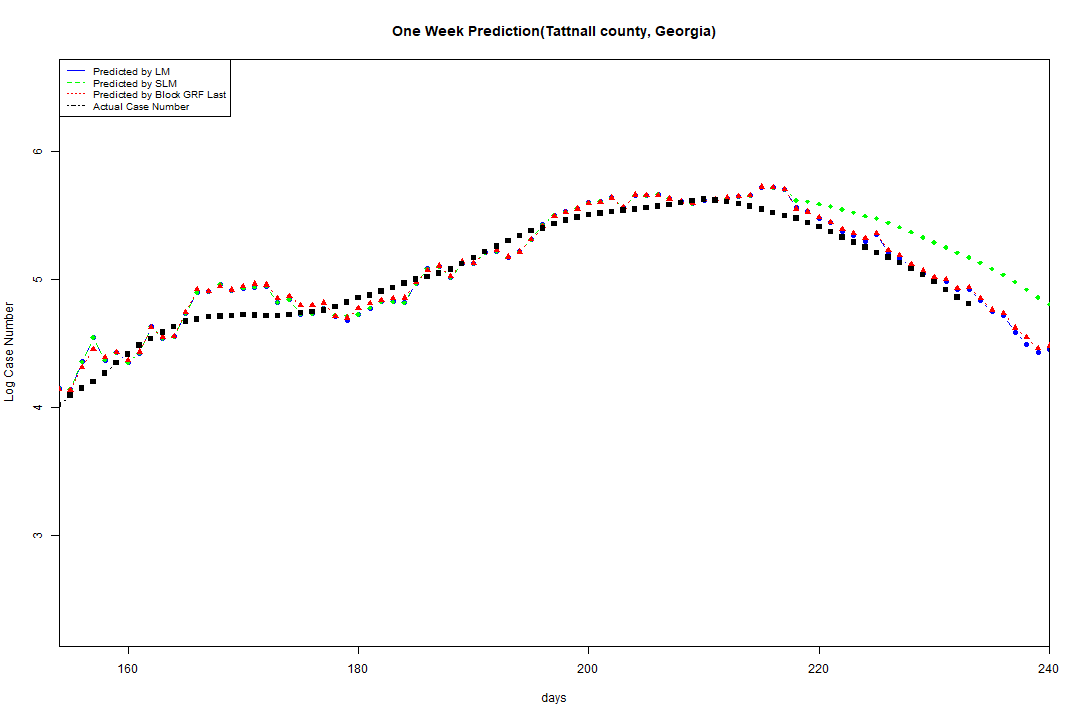 One Week Prediction(Tattnall county, Georgia)
Predicted by LM
Predicted by SLM
Predicted by Block GRF Last
Actual Case Number
6
5
4
3
Log Case Number
160
180
200
220
240
days